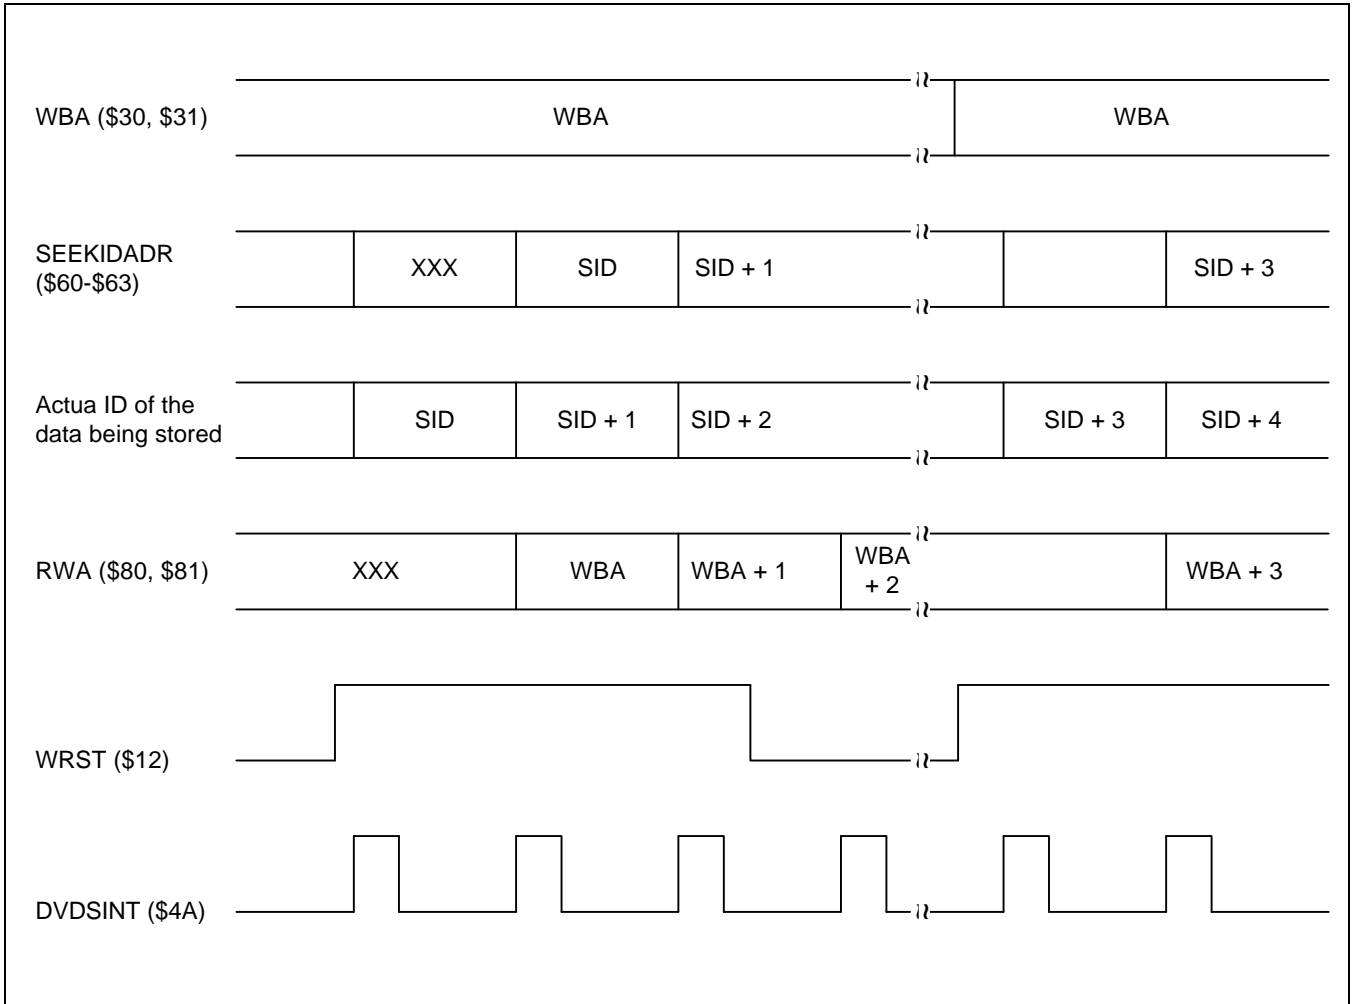 WBA ($30, $31)
WBA
WBA
SEEKIDADR
($60-$63)
XXX
SID
SID + 1
SID + 3
Actua ID of the
data being stored
SID
SID + 1
SID + 2
SID + 3
SID + 4
RWA ($80, $81)
XXX
WBA
WBA + 1
WBA
+ 2
WBA + 3
WRST ($12)
DVDSINT ($4A)